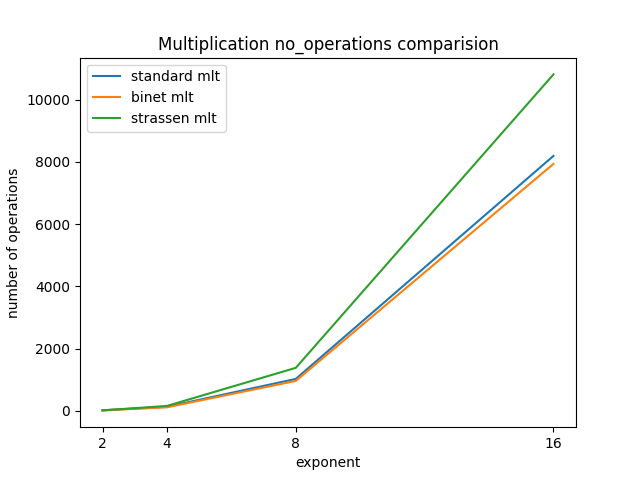 Multiplication no_operations comparision
standard mlt
binet mlt
strassen mlt
number of operations
10000
8000
6000
4000
2000
0
2 4 8 16
exponent